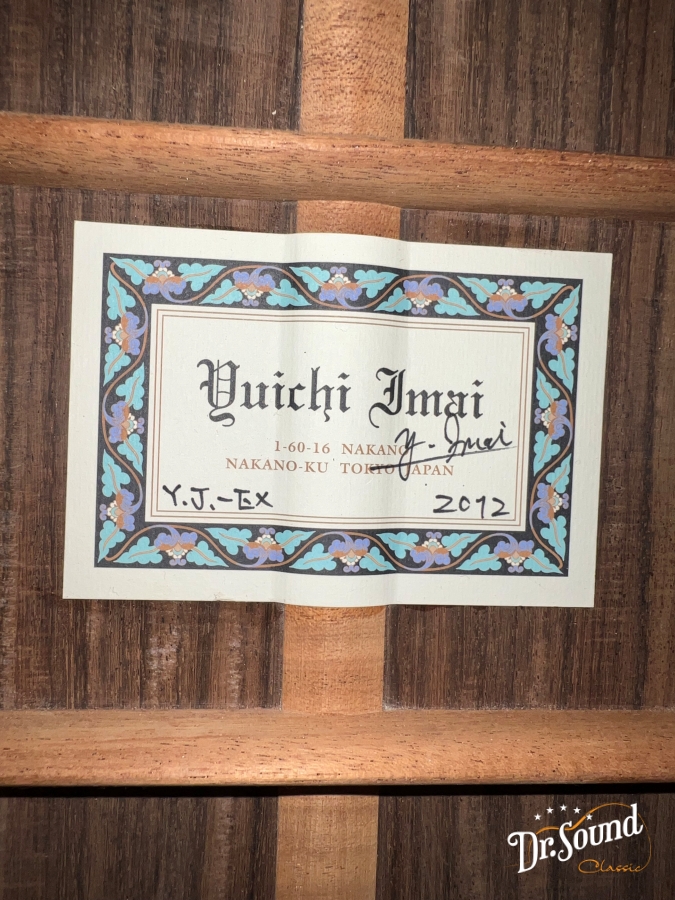 Yuichi Imai
1-60-16 NAKANO
NAKANO-KU TOKYO JAPAN
Y. Imai
Y.J.-EX
2012
Dr.Sound
Classic